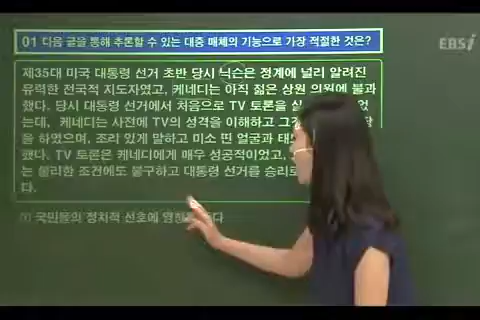 01 다음 글을 통해 추론할 수 있는 대중 매체의 기능으로 가장 적절한 것은?
EBSi
제35대 미국 대통령 선거 초반 당시 닉슨은 정계에 널리 알려진
유력한 전국적 지도자였고, 케네디는 아직 젊은 상원 의원에 불과
했다. 당시 대통령 선거에서 처음으로 TV 토론을
는데, 케네디는 사전에 TV의 성격을 이해하고
을 하였으며, 조리 있게 말하고 미소 띤 얼굴과
했다. TV 토론은 케네디에게 매우 성공적이었고,
는 불리한 조건에도 불구하고 대통령 선거를
다.
국민들의 정치적 선호에